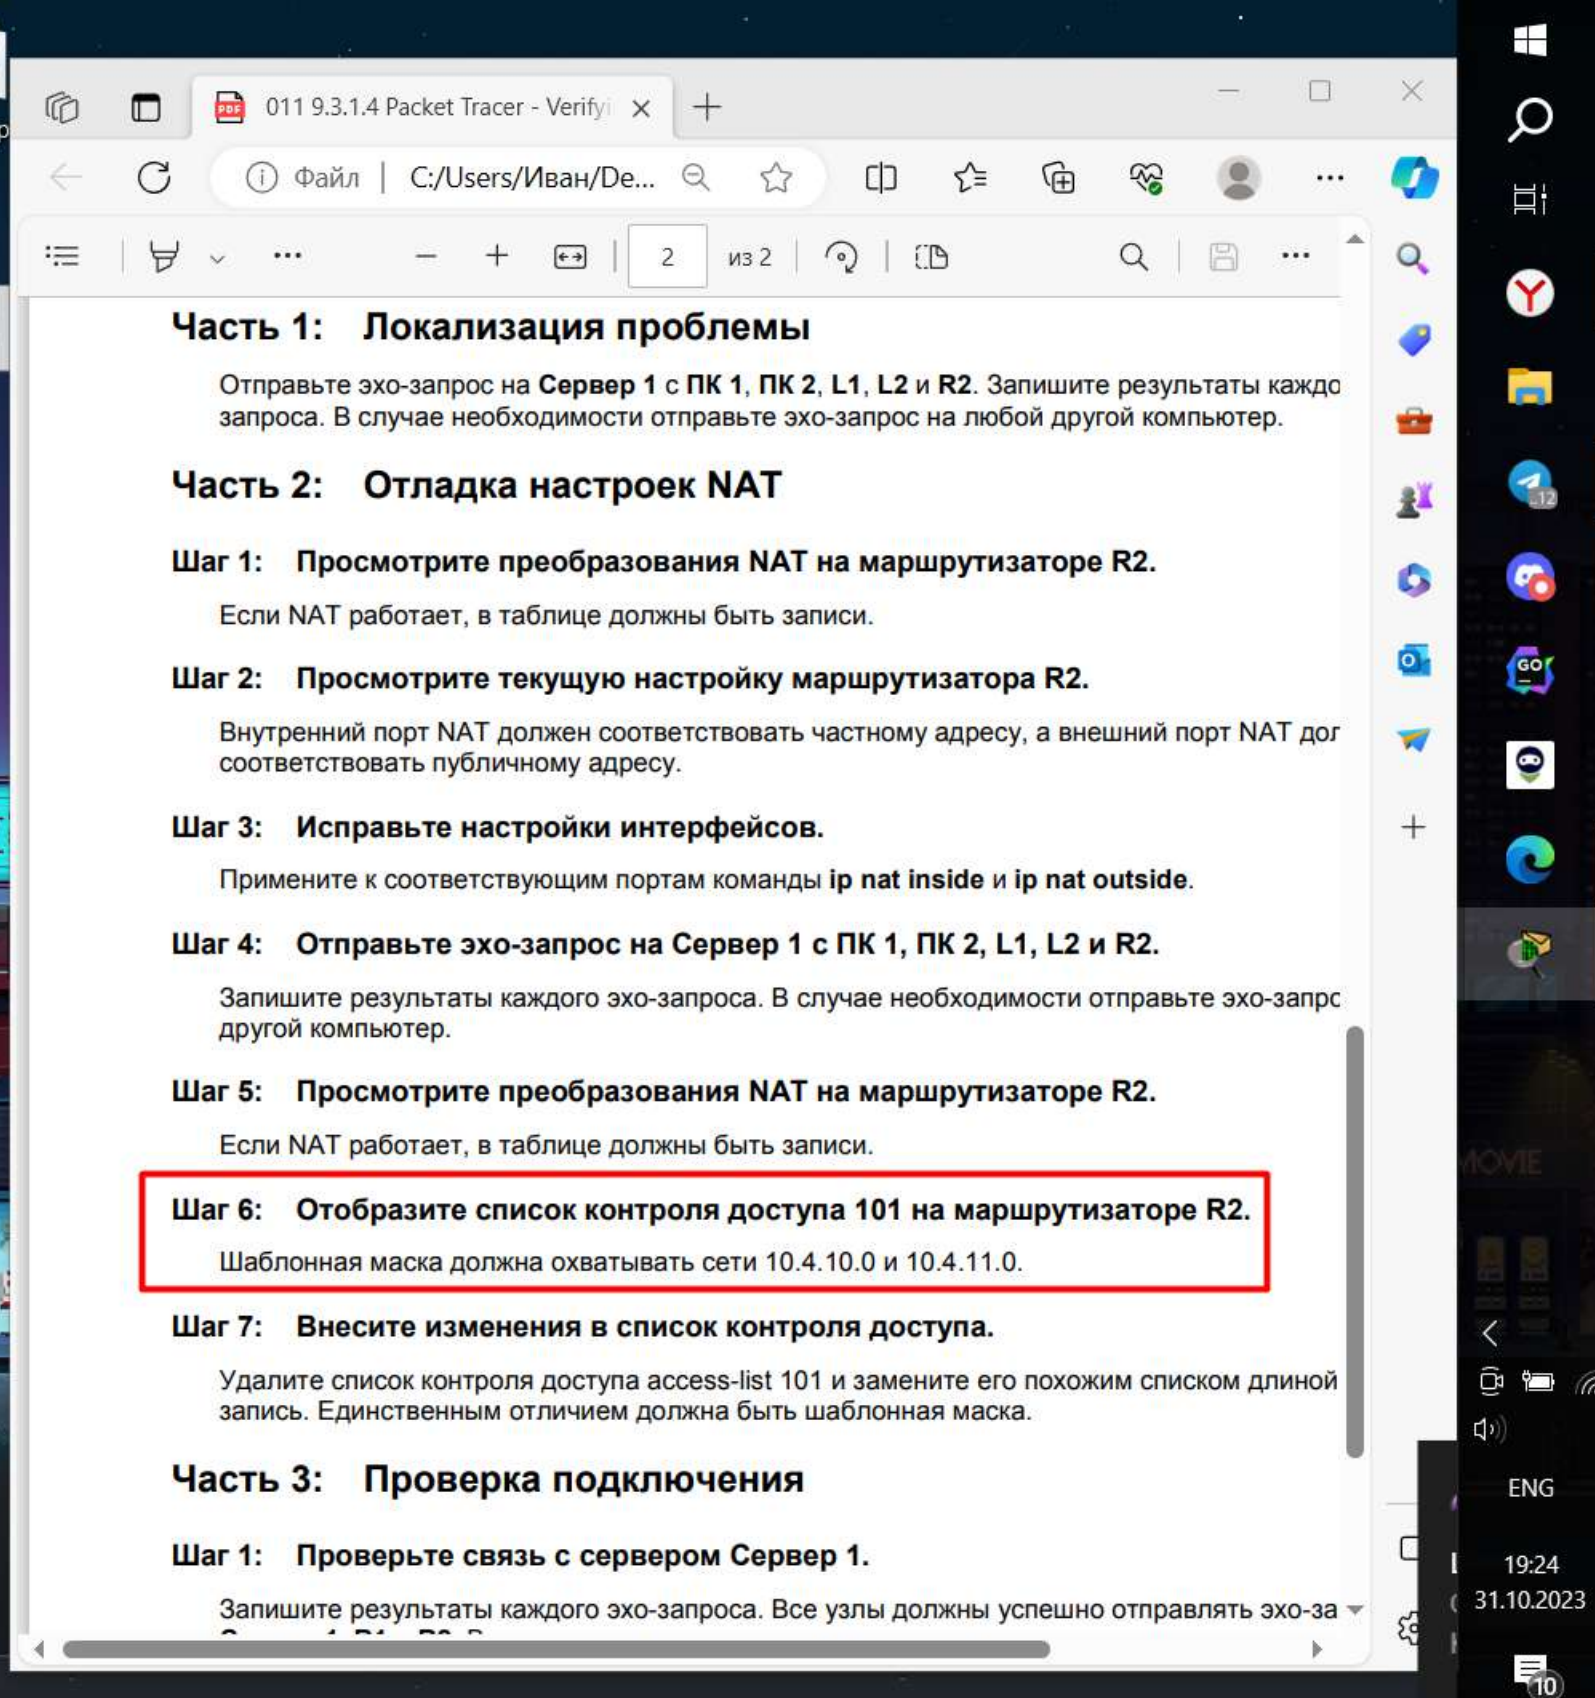 011 9.3.1.4 Packet Tracer - Verifyi
Файл
C:/Users/Иван/De...
2 из 2
Часть 1: Локализация проблемы
Отправьте эхо-запрос на Сервер 1 с ПК 1, ПК 2, L1, L2 и R2. Запишите результаты каждо
запроса. В случае необходимости отправьте эхо-запрос на любой другой компьютер.
Часть 2: Отладка настроек NAT
Шаг 1: Просмотрите преобразования NAT на маршрутизаторе R2.
Если NAT работает, в таблице должны быть записи.
Шаг 2: Просмотрите текущую настройку маршрутизатора R2.
Внутренний порт NAT должен соответствовать частному адресу, а внешний порт NAT дол
соответствовать публичному адресу.
Шаг 3: Исправьте настройки интерфейсов.
Примените к соответствующим портам команды ip nat inside и ip nat outside.
Шаг 4: Отправьте эхо-запрос на Сервер 1 с ПК 1, ПК 2, L1, L2 и R2.
Запишите результаты каждого эхо-запроса. В случае необходимости отправьте эхо-запрос
другой компьютер.
Шаг 5: Просмотрите преобразования NAT на маршрутизаторе R2.
Если NAT работает, в таблице должны быть записи.
Шаг 6: Отобразите список контроля доступа 101 на маршрутизаторе R2.
Шаблонная маска должна охватывать сети 10.4.10.0 и 10.4.11.0.
Шаг 7: Внесите изменения в список контроля доступа.
Удалите список контроля доступа access-list 101 и замените его похожим списком длиной
запись. Единственным отличием должна быть шаблонная маска.
Часть 3: Проверка подключения
Шаг 1: Проверьте связь с сервером Сервер 1.
Запишите результаты каждого эхо-запроса. Все узлы должны успешно отправлять эхо-за
..12
GO
MOVIE
ENG
19:24
31.10.2023
10